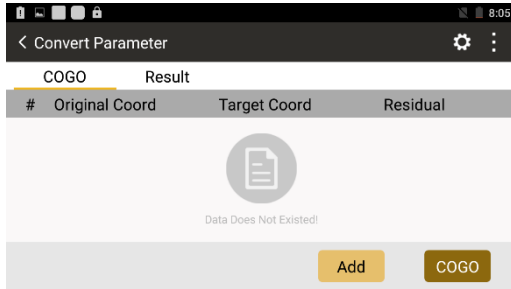 8:05
Convert Parameter
COGO Result
# Original Coord Target Coord Residual
Data Does Not Existed!
Add COGO